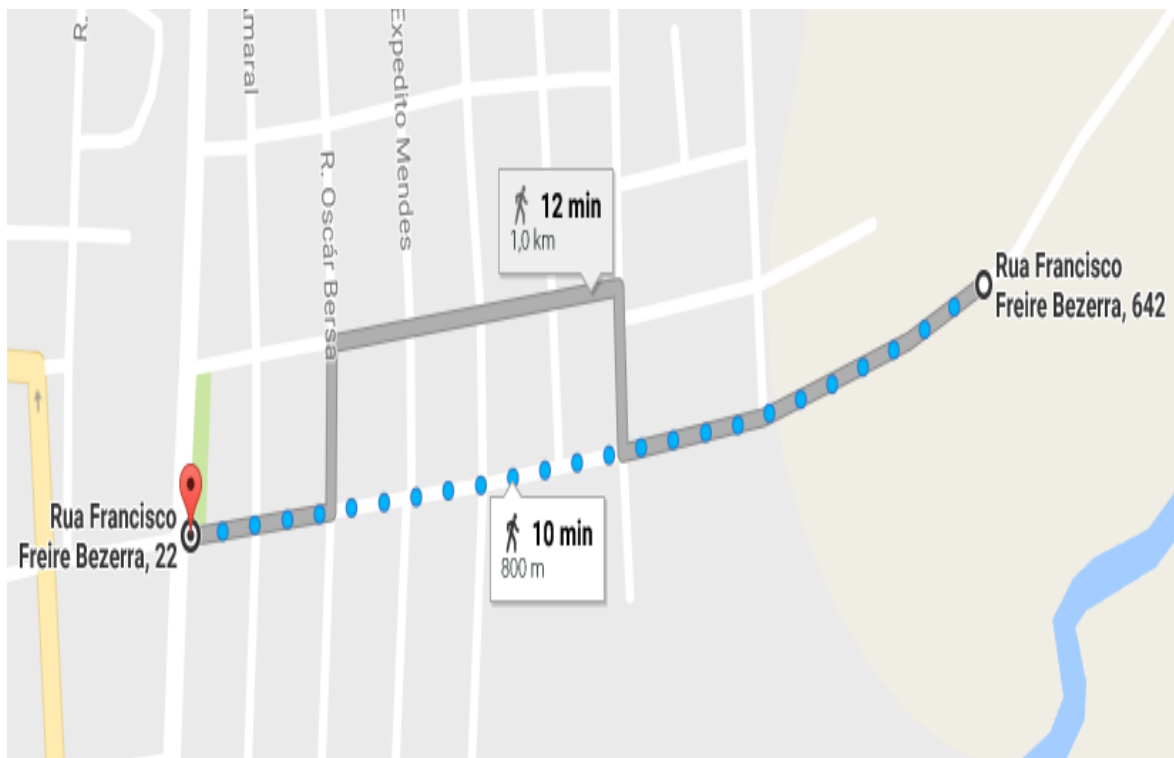 R.
Amaral
Expedito Mendes
R. Oscár Bersa
12 min
1,0 km
Rua Francisco
Freire Bezerra, 642
Rua Francisco
Freire Bezerra, 22
10 min
800 m